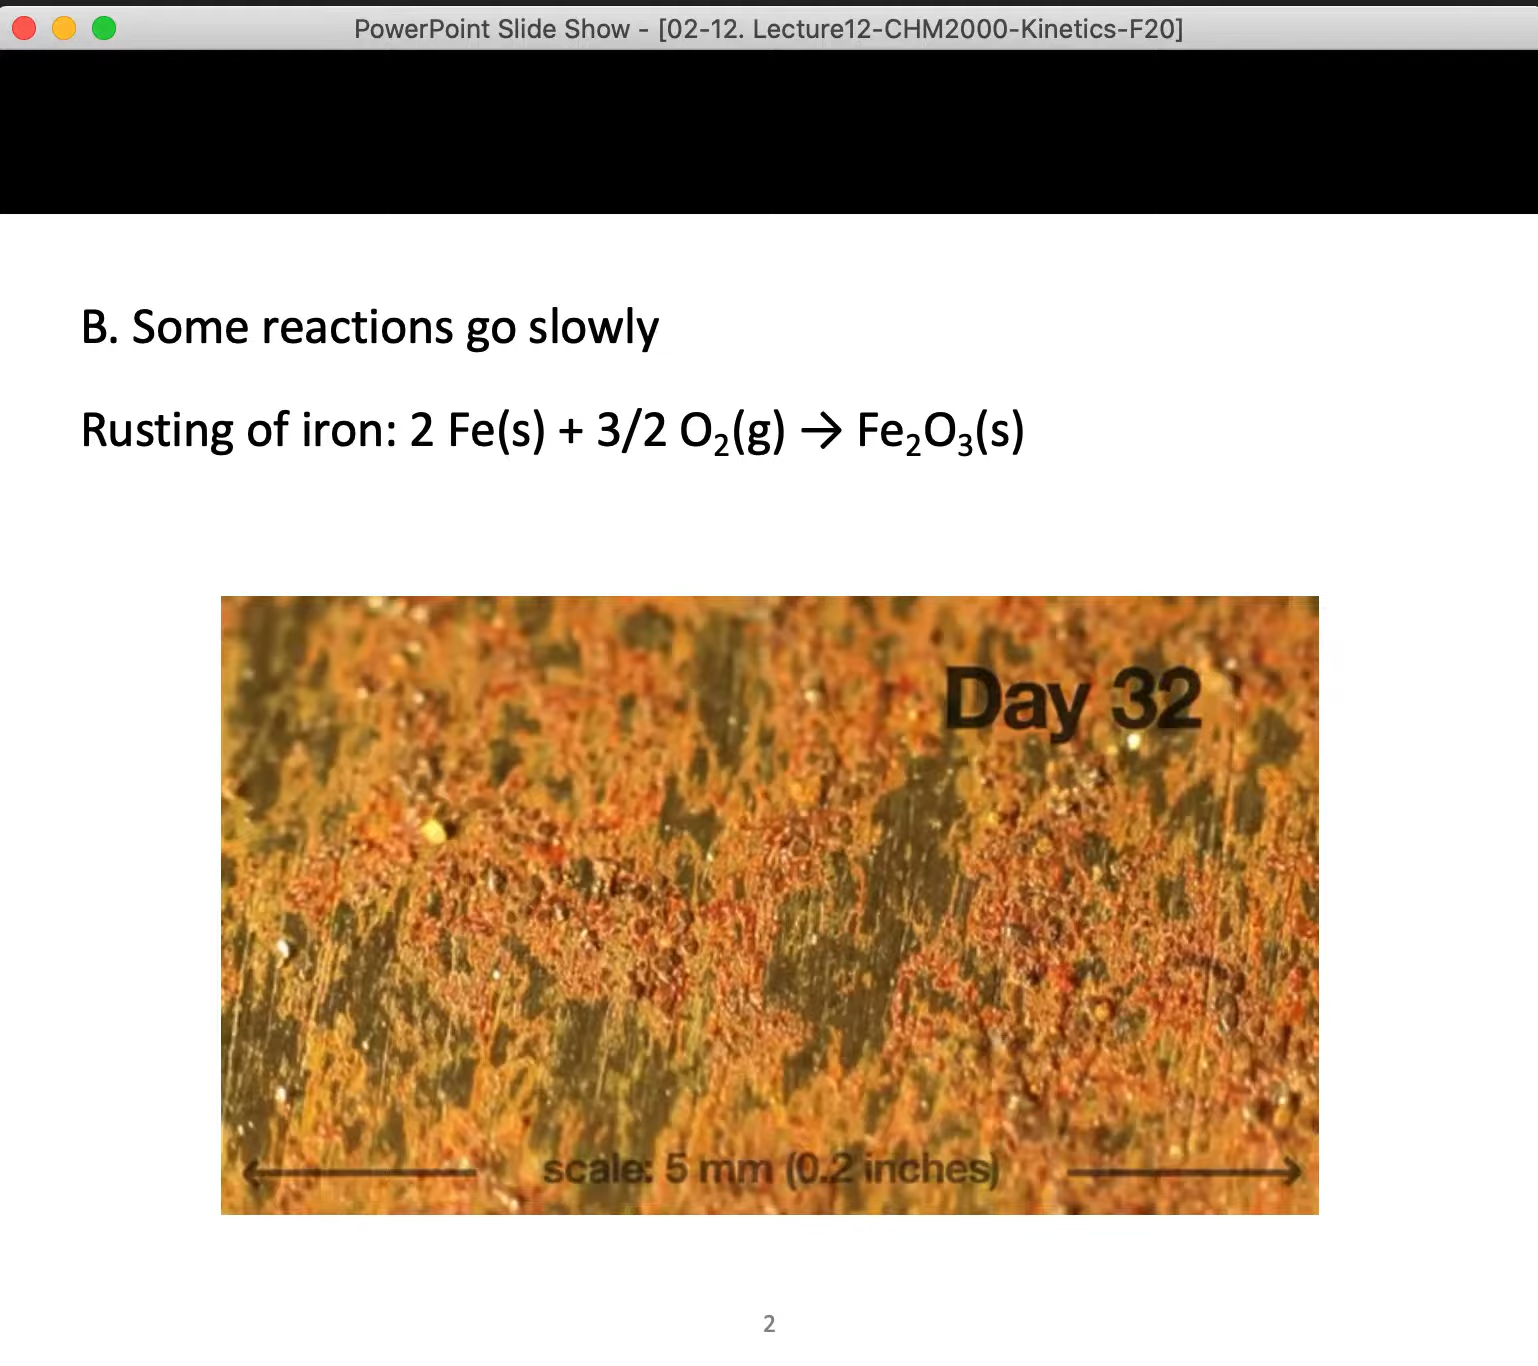 PowerPoint Slide Show - [02-12. Lecture12-CHM2000-Kinetics-F20]
B. Some reactions go slowly
Rusting of iron: 2 Fe(s) + 3/2 O₂(g) → Fe₂O₃(s)
Day 32
scale: 5 mm (0.2 inches)
2